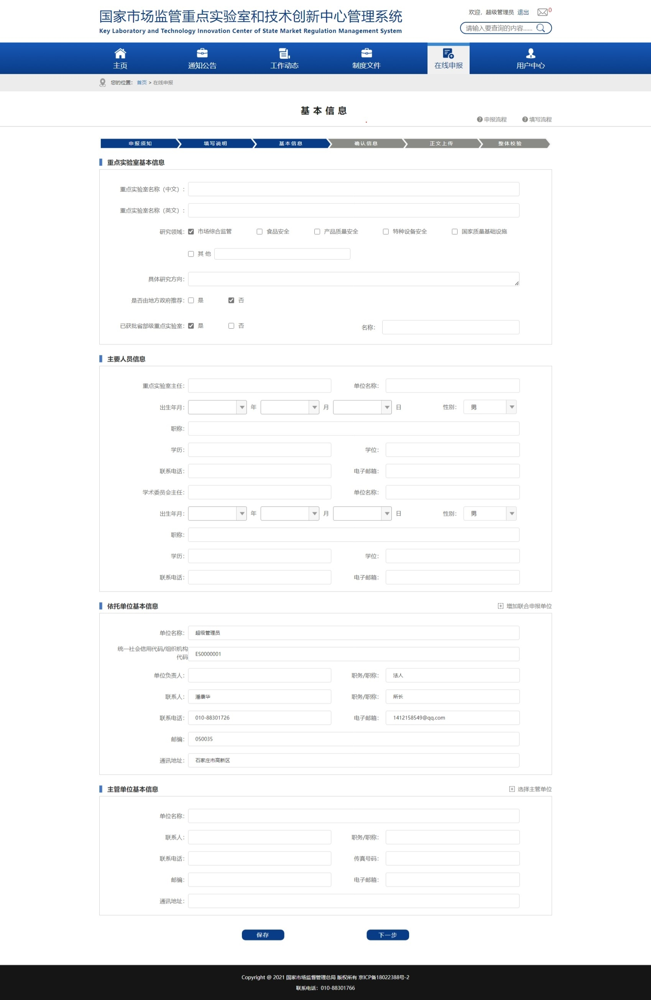 国家市场监管重点实验室和技术创新中心管理系统
Key Laboratory and Technology Innovation Center of State Market Regulation Management System
欢迎，超级管理员 退出 0
请输入要查询的内容......
主页 通知公告 工作动态 制度文件 在线申报 用户中心
您的位置： 首页 > 在线申报
基本信息
申报流程 填写流程
申报须知 填写说明 基本信息 确认信息 正文上传 整体校验
重点实验室基本信息
重点实验室名称（中文）：
重点实验室名称（英文）：
研究领域： 市场综合监管 食品安全 产品质量安全 特种设备安全 国家质量基础设施
其 他
具体研究方向：
是否由地方政府推荐： 是 否
已获批省部级重点实验室： 是 否 名称：
主要人员信息
重点实验室主任： 单位名称：
出生年月： 年 月 日 性别： 男
职称：
学历： 学位：
联系电话： 电子邮箱：
学术委员会主任： 单位名称：
出生年月： 年 月 日 性别： 男
职称：
学历： 学位：
联系电话： 电子邮箱：
依托单位基本信息 增加联合申报单位
单位名称： 超级管理员
统一社会信用代码/组织机构
代码 ES0000001
单位负责人： 职务/职称： 法人
联系人： 潘康华 职务/职称： 所长
联系电话： 010-88301726 电子邮箱： 1412158549@qq.com
邮编： 050035
通讯地址： 石家庄市高新区
主管单位基本信息 选择主管单位
单位名称：
联系人： 职务/职称：
联系电话： 传真号码：
邮编： 电子邮箱：
通讯地址：
保存 下一步
Copyright @ 2021 国家市场监督管理总局 版权所有 京ICP备18022388号-2
联系电话：010-88301766